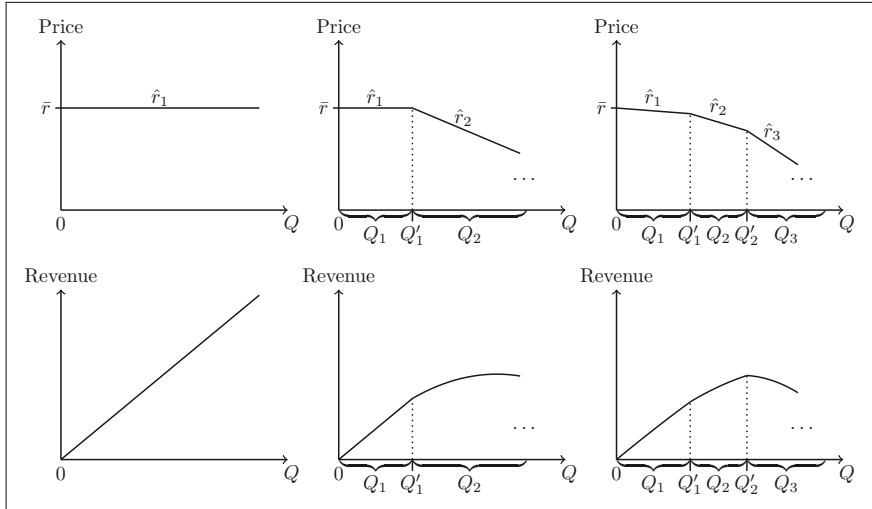 Price
r̄
r̂₁
0
Q
Price
r̄
r̂₁
r̂₂
...
0
Q₁
Q′₁
Q₂
Q
Price
r̄
r̂₁
r̂₂
r̂₃
...
0
Q₁
Q′₁
Q₂
Q′₂
Q₃
Q
Revenue
0
Q
Revenue
...
0
Q₁
Q′₁
Q₂
Q
Revenue
...
0
Q₁
Q′₁
Q₂
Q′₂
Q₃
Q